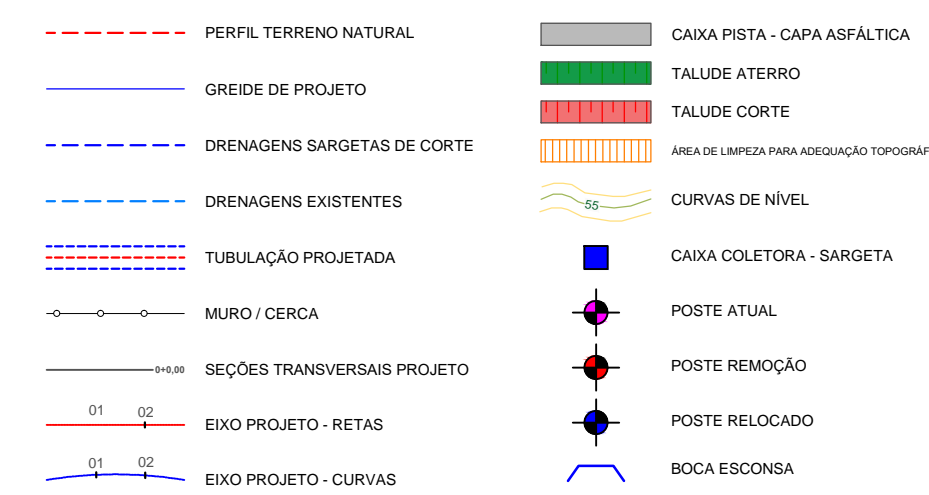 PERFIL TERRENO NATURAL
GREIDE DE PROJETO
DRENAGENS SARGETAS DE CORTE
DRENAGENS EXISTENTES
TUBULAÇÃO PROJETADA
MURO / CERCA
0+0,00 SEÇÕES TRANSVERSAIS PROJETO
01 02 EIXO PROJETO - RETAS
01 02 EIXO PROJETO - CURVAS
CAIXA PISTA - CAPA ASFÁLTICA
TALUDE ATERRO
TALUDE CORTE
ÁREA DE LIMPEZA PARA ADEQUAÇÃO TOPOGRÁF
55 CURVAS DE NÍVEL
CAIXA COLETORA - SARGETA
POSTE ATUAL
POSTE REMOÇÃO
POSTE RELOCADO
BOCA ESCONSA